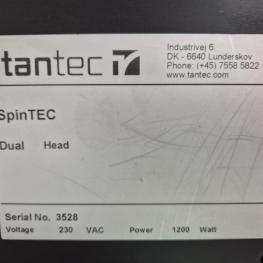 tantec
Industrivej 6
DK - 6640 Lunderskov
Phone: (+45) 7558 5822
www.tantec.com
SpinTEC
Dual Head
Serial No. 3528
Voltage 230 VAC Power 1200 Watt